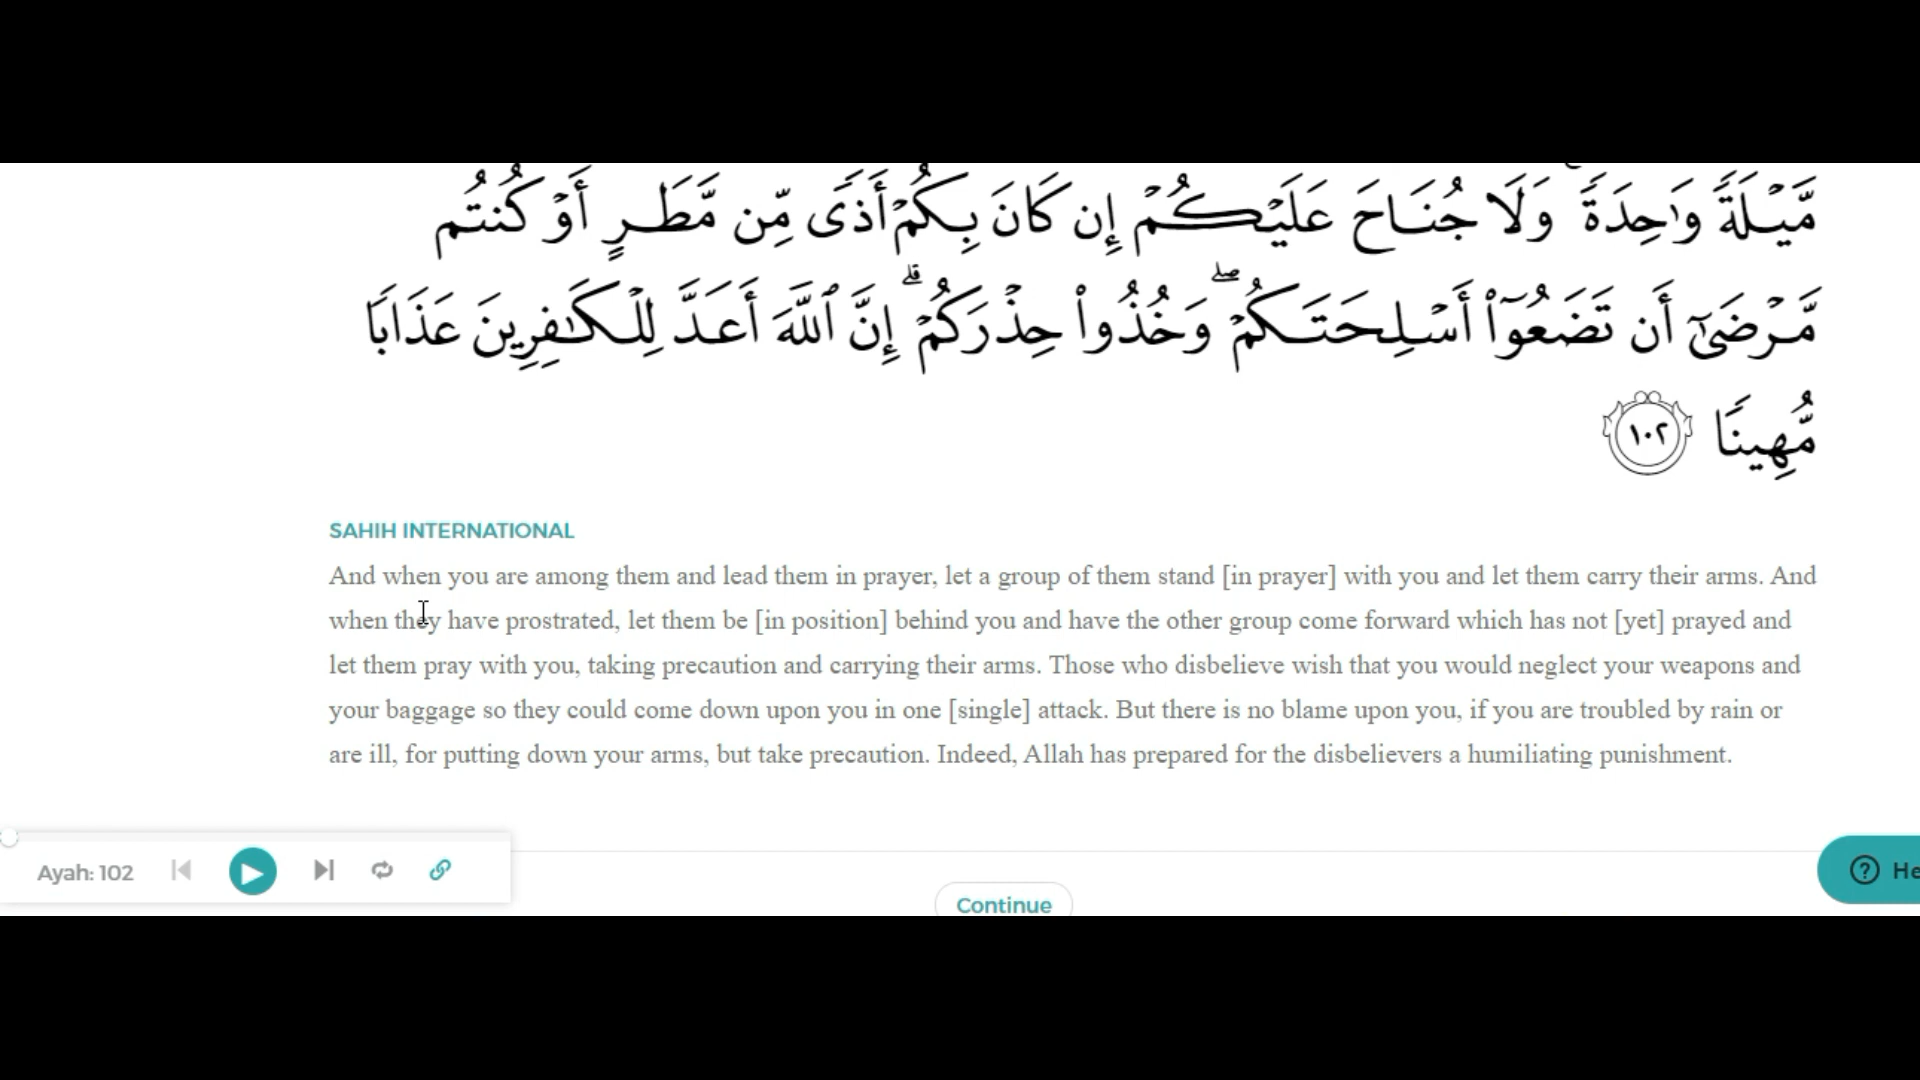 مَّيْلَةً وَٰحِدَةً ۚ وَلَا جُنَاحَ عَلَيْكُمْ إِن كَانَ بِكُمْ أَذًى مِّن مَّطَرٍ أَوْ كُنتُم
مَّرْضَىٰٓ أَن تَضَعُوٓا۟ أَسْلِحَتَكُمْ ۖ وَخُذُوا۟ حِذْرَكُمْ ۗ إِنَّ ٱللَّهَ أَعَدَّ لِلْكَـٰفِرِينَ عَذَابًا
مُّهِينًا ١٠٢
SAHIH INTERNATIONAL
And when you are among them and lead them in prayer, let a group of them stand [in prayer] with you and let them carry their arms. And
when they have prostrated, let them be [in position] behind you and have the other group come forward which has not [yet] prayed and
let them pray with you, taking precaution and carrying their arms. Those who disbelieve wish that you would neglect your weapons and
your baggage so they could come down upon you in one [single] attack. But there is no blame upon you, if you are troubled by rain or
are ill, for putting down your arms, but take precaution. Indeed, Allah has prepared for the disbelievers a humiliating punishment.
Ayah: 102
Continue